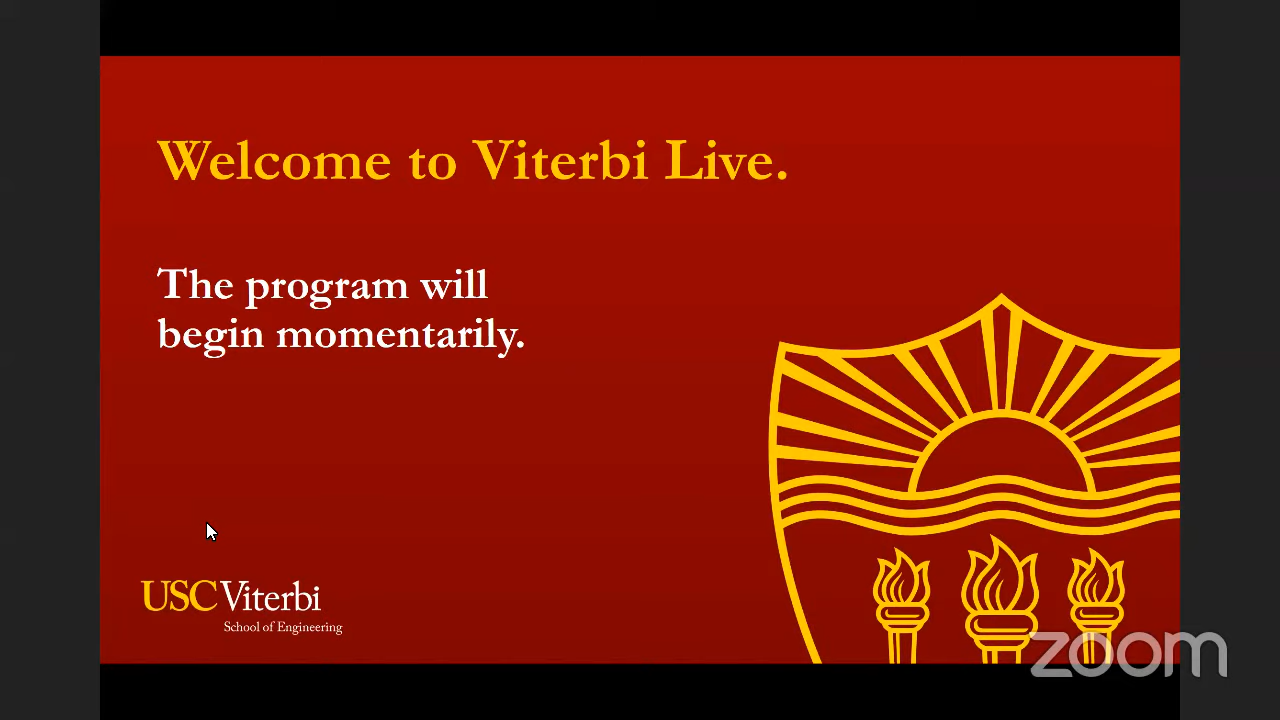 Welcome to Viterbi Live.
The program will
begin momentarily.
USC Viterbi
School of Engineering
zoom